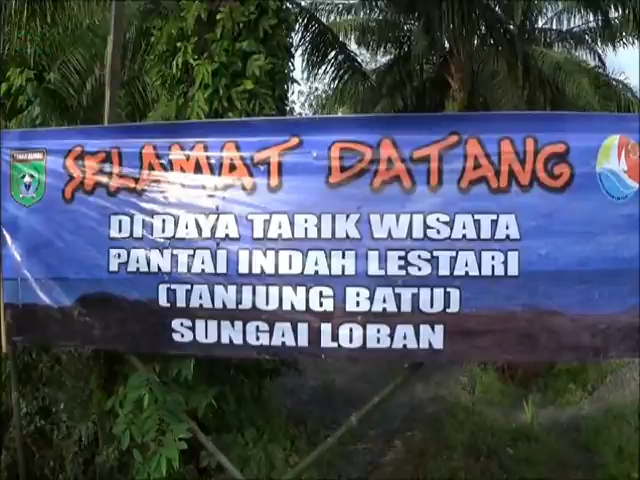 SELAMAT DATANG
DI DAYA TARIK WISATA
PANTAI INDAH LESTARI
(TANJUNG BATU)
SUNGAI LOBAN